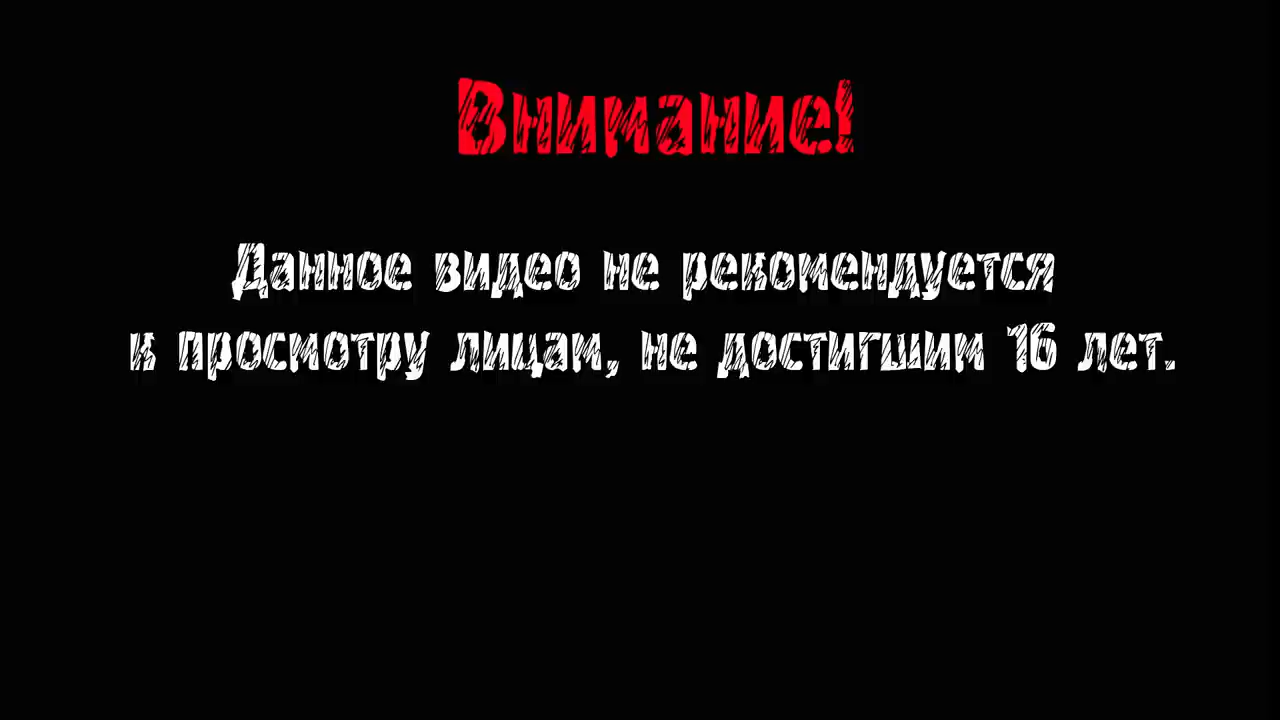 Внимание!
Данное видео не рекомендуется
к просмотру лицам, не достигшим 16 лет.